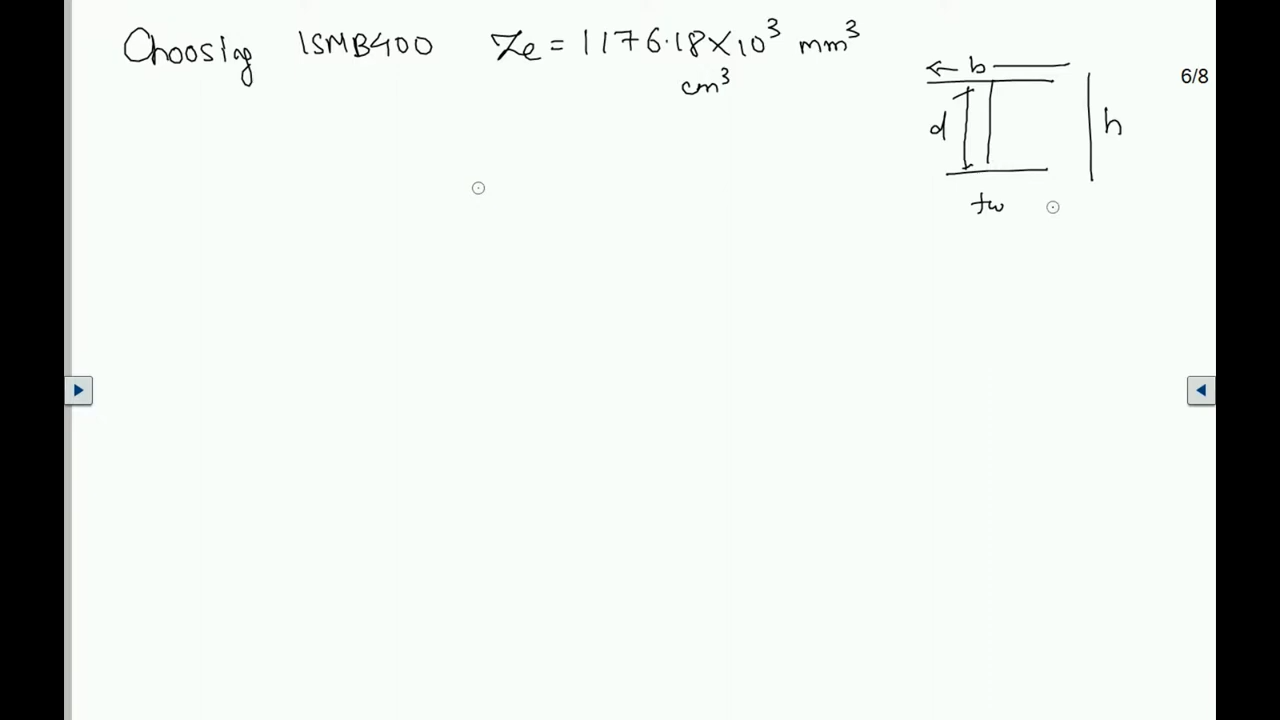 Choosing ISMB400 Ze = 1176.18×10³ mm³
cm³
b
6/8
d
h
tw